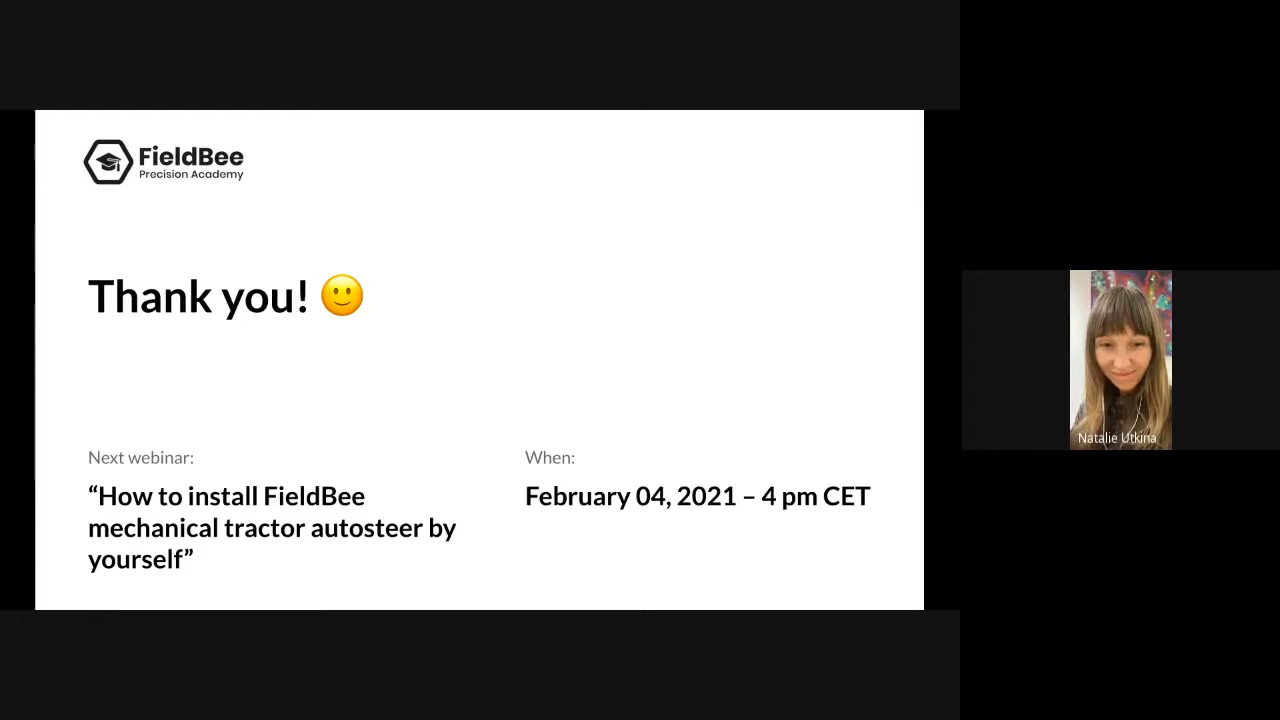 FieldBee
Precision Academy
Thank you! 🙂
Next webinar:
“How to install FieldBee
mechanical tractor autosteer by
yourself”
When:
February 04, 2021 – 4 pm CET
Natalie Utkina